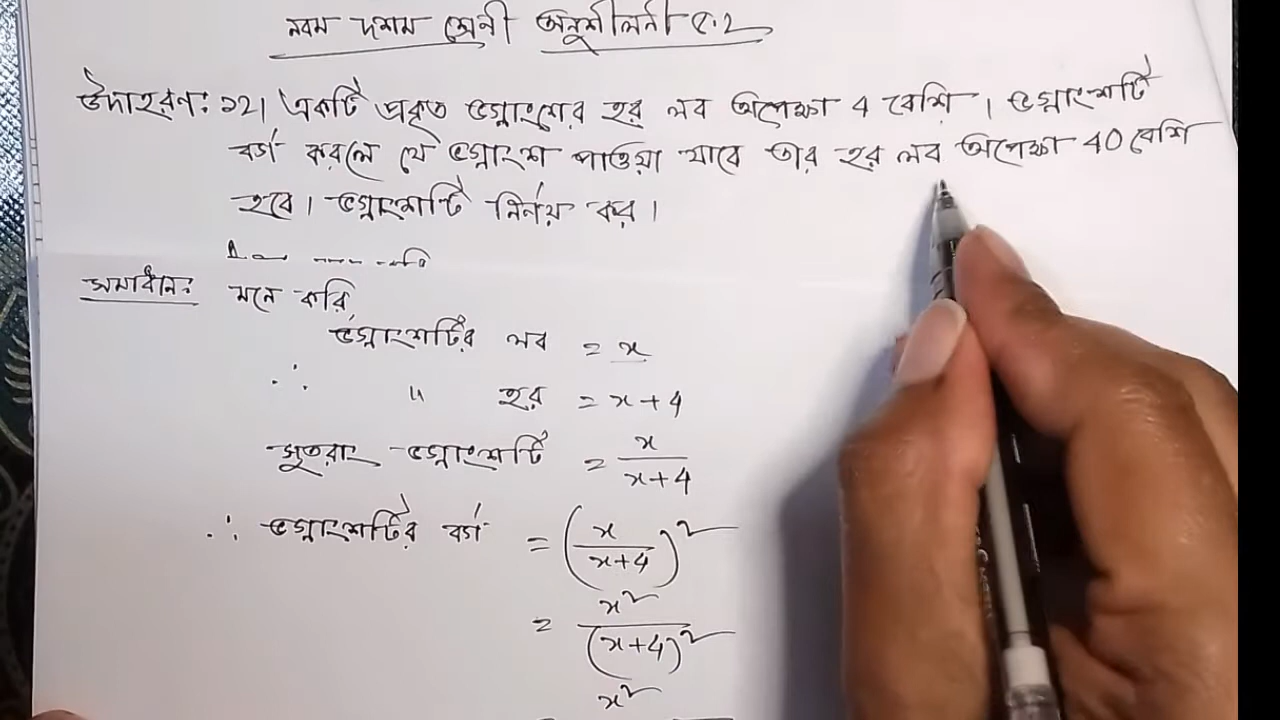 নবম দশম শ্রেনী অনুশীলনী ৫.২
উদাহরণ: ১২। একটি প্রকৃত ভগ্নাংশের হর লব অপেক্ষা 4 বেশি। ভগ্নাংশটি
বর্গ করলে যে ভগ্নাংশ পাওয়া যাবে তার হর লব অপেক্ষা 40 বেশি
হবে। ভগ্নাংশটি নির্ণয় কর।
সমাধান: মনে করি,
ভগ্নাংশটির লব = x
∴ " হর = x+4
সুতরাং ভগ্নাংশটি = x/(x+4)
∴ ভগ্নাংশটির বর্গ = (x/(x+4))²
= x²/(x+4)²
x²